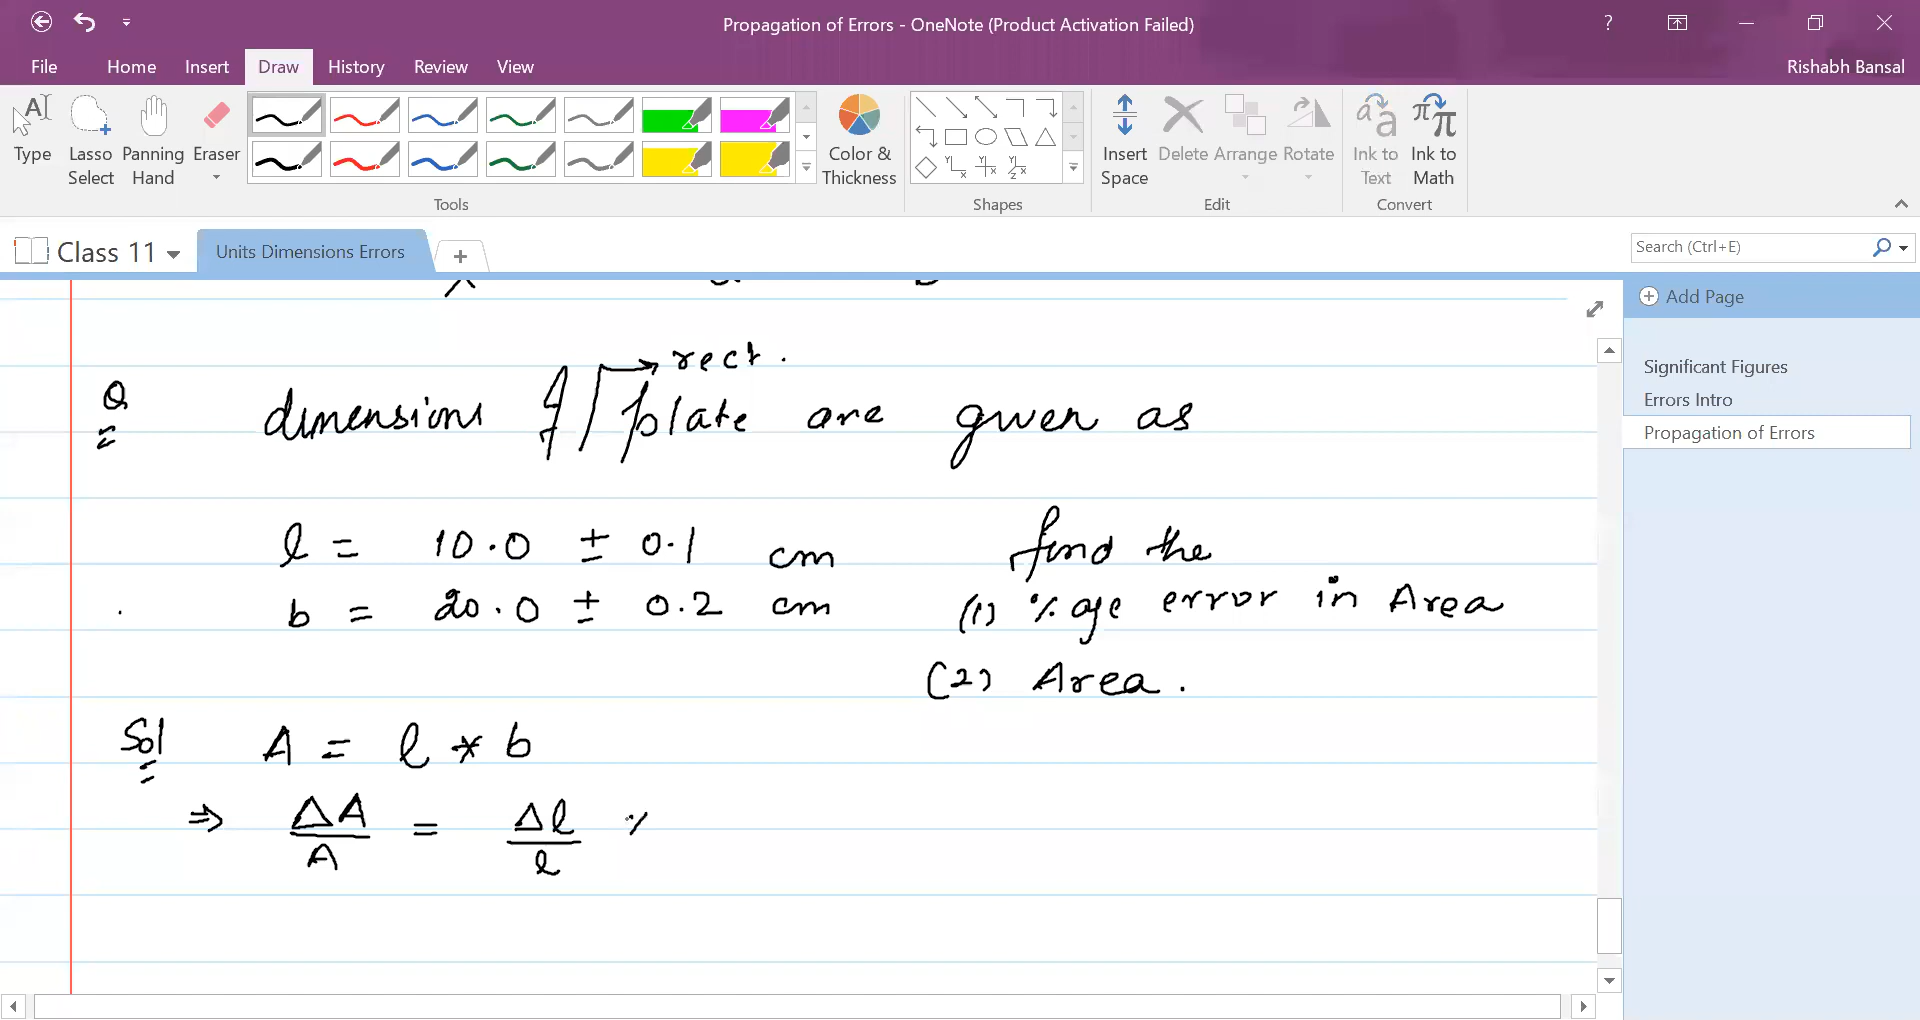 Propagation of Errors - OneNote (Product Activation Failed)
?
File Home Insert Draw History Review View
Rishabh Bansal
Type
Lasso Select
Panning Hand
Eraser
Color & Thickness
Insert Space
Delete
Arrange
Rotate
Ink to Text
Ink to Math
Tools
Shapes
Edit
Convert
Class 11
Units Dimensions Errors
Search (Ctrl+E)
Add Page
Significant Figures
Errors Intro
Propagation of Errors
→ rect.
Q dimensions of plate are given as
l = 10.0 ± 0.1 cm find the
b = 20.0 ± 0.2 cm (1) %age error in Area
(2) Area.
Sol A = l * b
⇒ ΔA/A = Δl/l